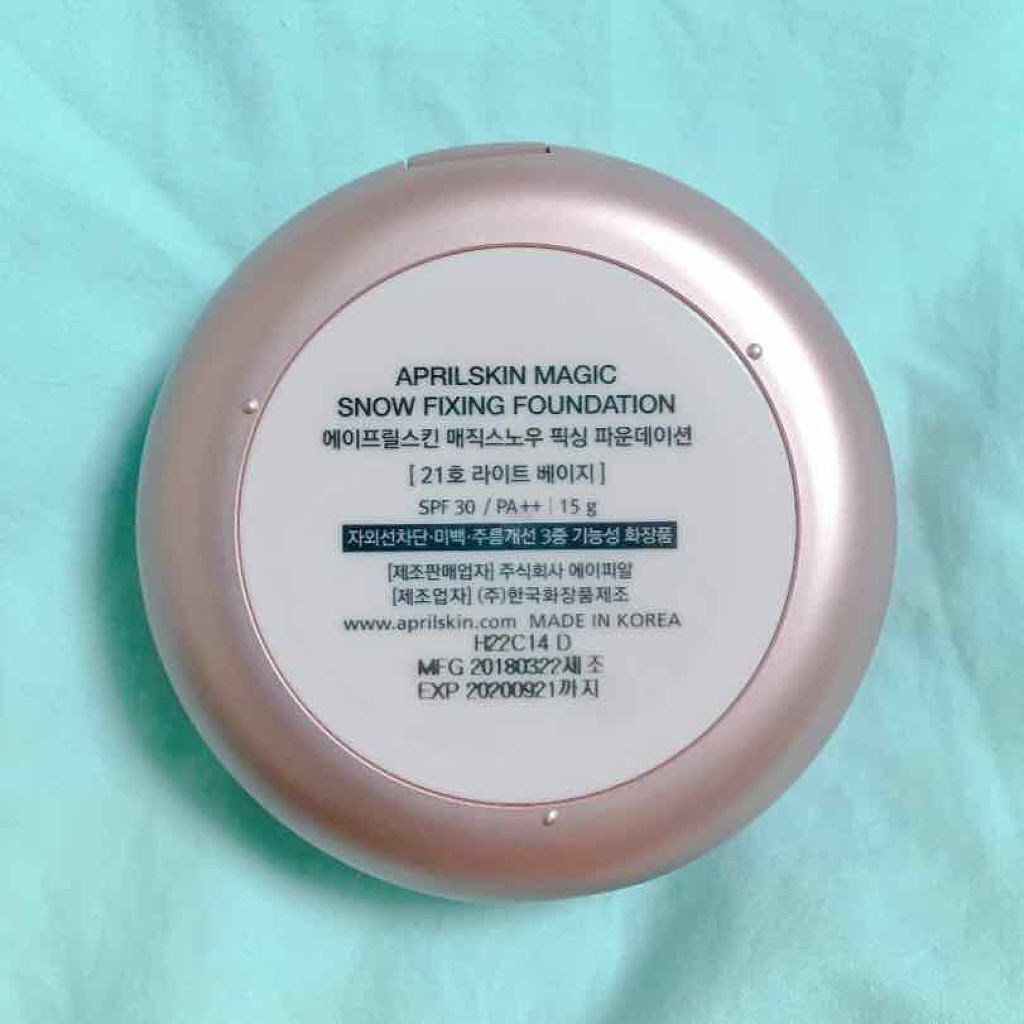 APRILSKIN MAGIC
SNOW FIXING FOUNDATION
에이프릴스킨 매직스노우 픽싱 파운데이션
[ 21호 라이트 베이지 ]
SPF 30 / PA++ | 15 g
자외선차단·미백·주름개선 3중 기능성 화장품
[제조판매업자] 주식회사 에이피알
[제조업자] (주)한국화장품제조
www.aprilskin.com MADE IN KOREA
H22C14 D
MFG 20180322제조
EXP 20200921까지